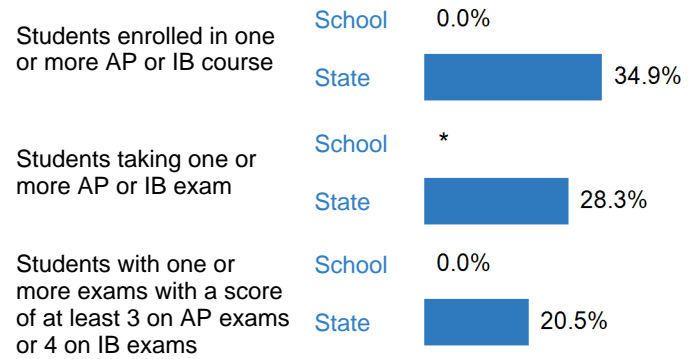 Students enrolled in one
or more AP or IB course
School 0.0%
State 34.9%
Students taking one or
more AP or IB exam
School *
State 28.3%
Students with one or
more exams with a score
of at least 3 on AP exams
or 4 on IB exams
School 0.0%
State 20.5%